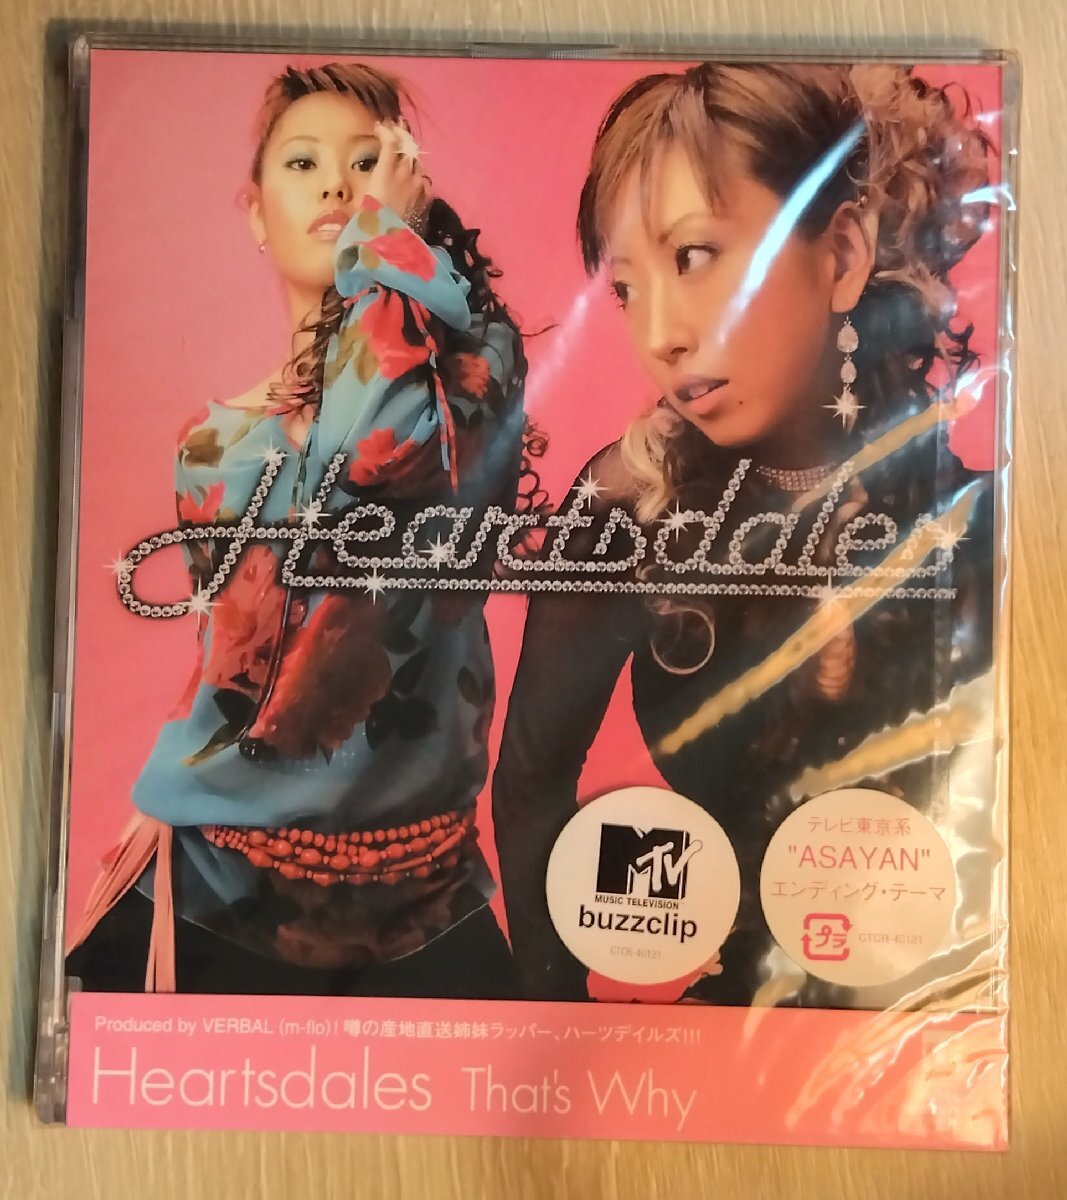 Heartsdales
MTV
MUSIC TELEVISION
buzzclip
CTCR-40121
テレビ東京系
"ASAYAN"
エンディング・テーマ
プラ
CTCR-40121
Produced by VERBAL (m-flo)! 噂の産地直送姉妹ラッパー、ハーツデイルズ!!!
Heartsdales That's Why